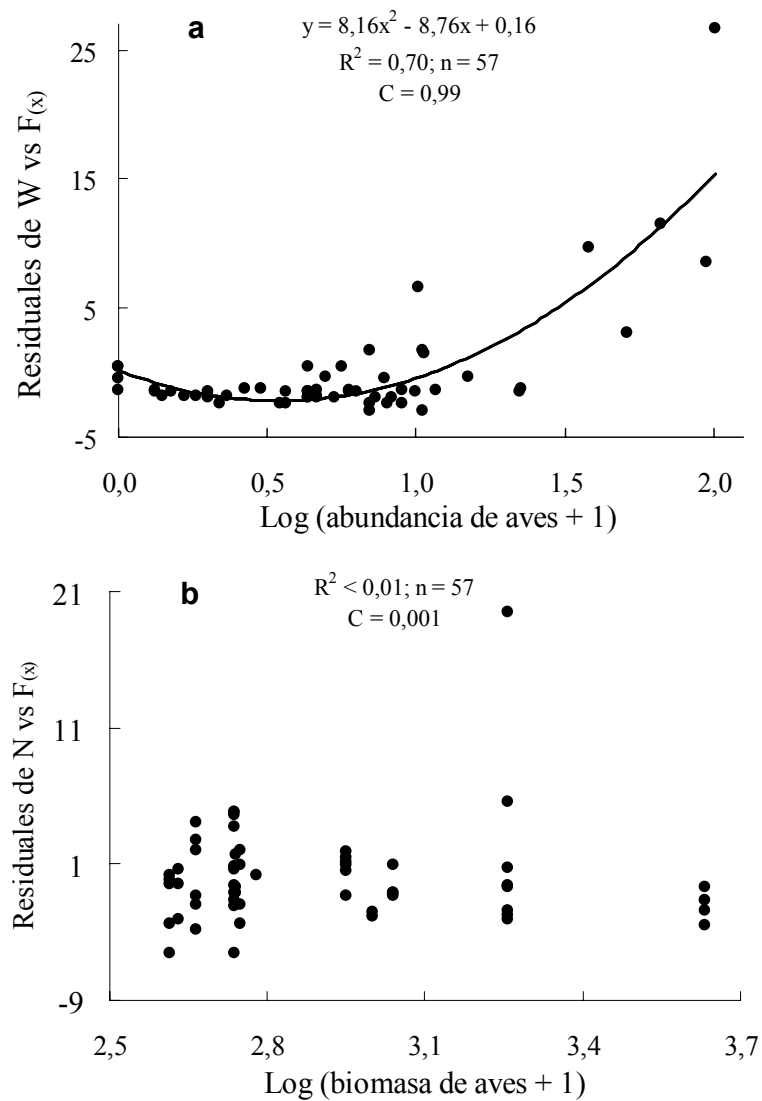 a
y = 8,16x² - 8,76x + 0,16
R² = 0,70; n = 57
C = 0,99
Residuales de W vs F(x)
25
15
5
-5
0,0 0,5 1,0 1,5 2,0
Log (abundancia de aves + 1)
b
R² < 0,01; n = 57
C = 0,001
Residuales de N vs F(x)
21
11
1
-9
2,5 2,8 3,1 3,4 3,7
Log (biomasa de aves + 1)